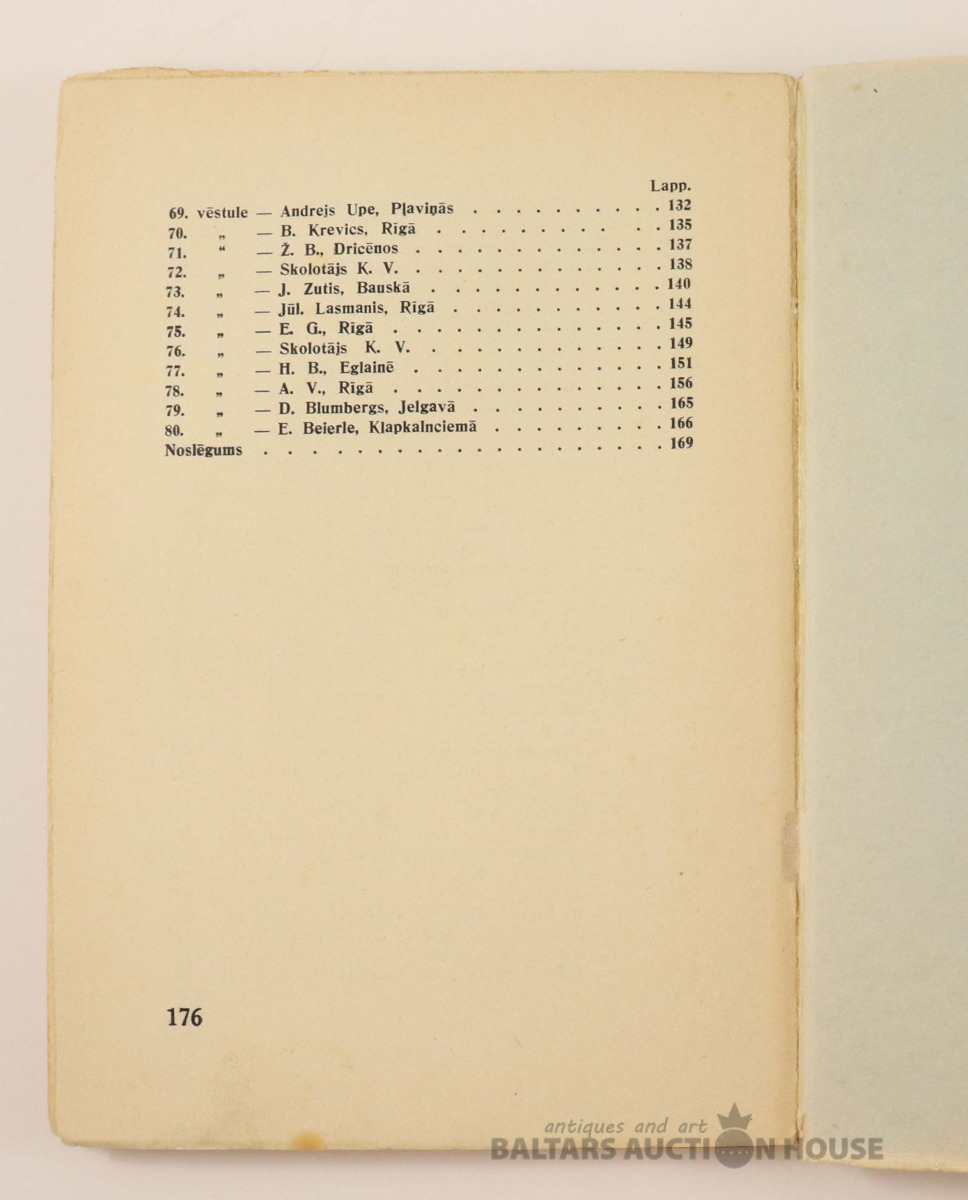 Lapp.
69. vēstule — Andrejs Upe, Pļaviņās . . . . . . . . . . 132
70. „ — B. Krevics, Rīgā . . . . . . . . . . . 135
71. “ — Ž. B., Dricēnos . . . . . . . . . . . . 137
72. „ — Skolotājs K. V. . . . . . . . . . . . . 138
73. „ — J. Zutis, Bauskā . . . . . . . . . . . 140
74. „ — Jūl. Lasmanis, Rīgā . . . . . . . . . . 144
75. „ — E. G., Rīgā . . . . . . . . . . . . . 145
76. „ — Skolotājs K. V. . . . . . . . . . . . 149
77. „ — H. B., Eglainē . . . . . . . . . . . . 151
78. „ — A. V., Rīgā . . . . . . . . . . . . . 156
79. „ — D. Blumbergs, Jelgavā . . . . . . . . . 165
80. „ — E. Beierle, Klapkalnciemā . . . . . . . . 166
Noslēgums . . . . . . . . . . . . . . . . . . 169
176
antiques and art
BALTARS AUCTION HOUSE